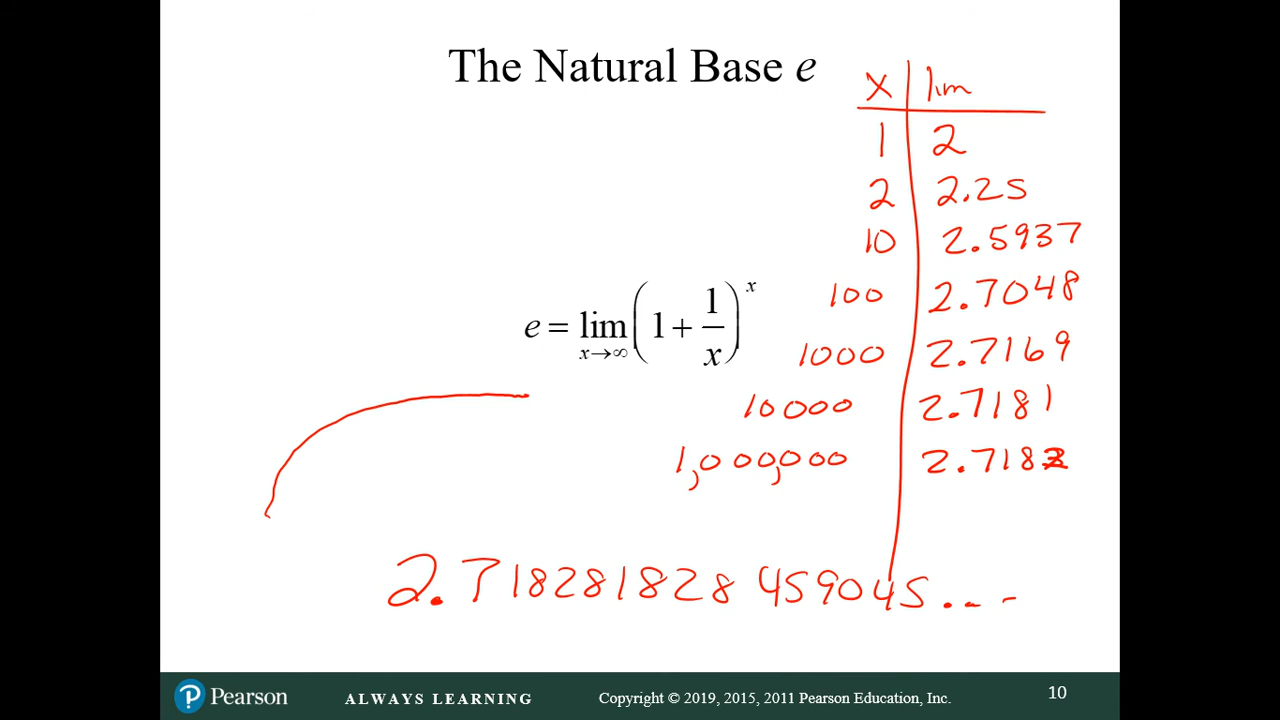 The Natural Base e
x | lim
1 | 2
2 | 2.25
10 | 2.5937
100 | 2.7048
1000 | 2.7169
10000 | 2.7181
1,000,000 | 2.7182
e = lim x→∞ (1 + 1/x)^x
2.718281828459045...-
Pearson
ALWAYS LEARNING
Copyright © 2019, 2015, 2011 Pearson Education, Inc.
10